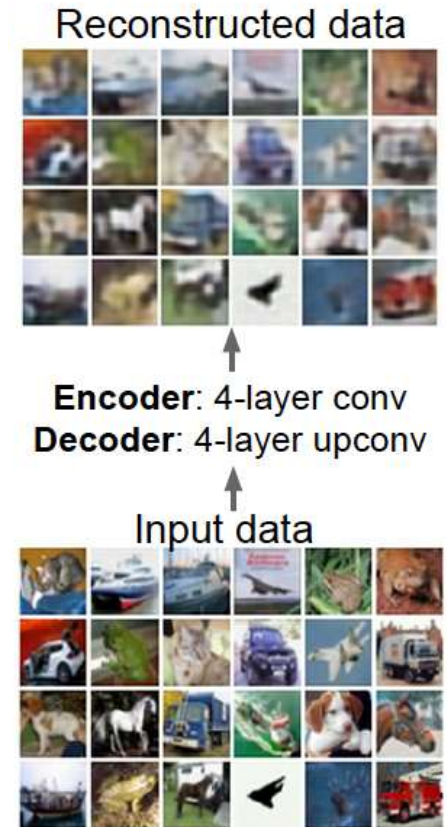 Reconstructed data
Encoder: 4-layer conv
Decoder: 4-layer upconv
Input data